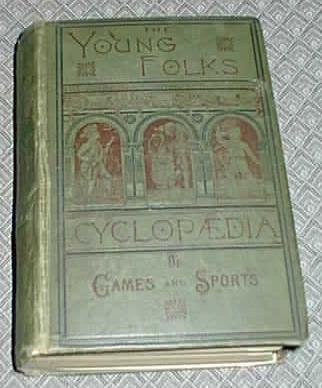 THE
YOUNG
FOLKS
CYCLOPÆDIA
OF
GAMES AND SPORTS